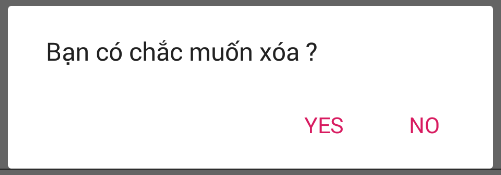 Bạn có chắc muốn xóa ?
YES NO